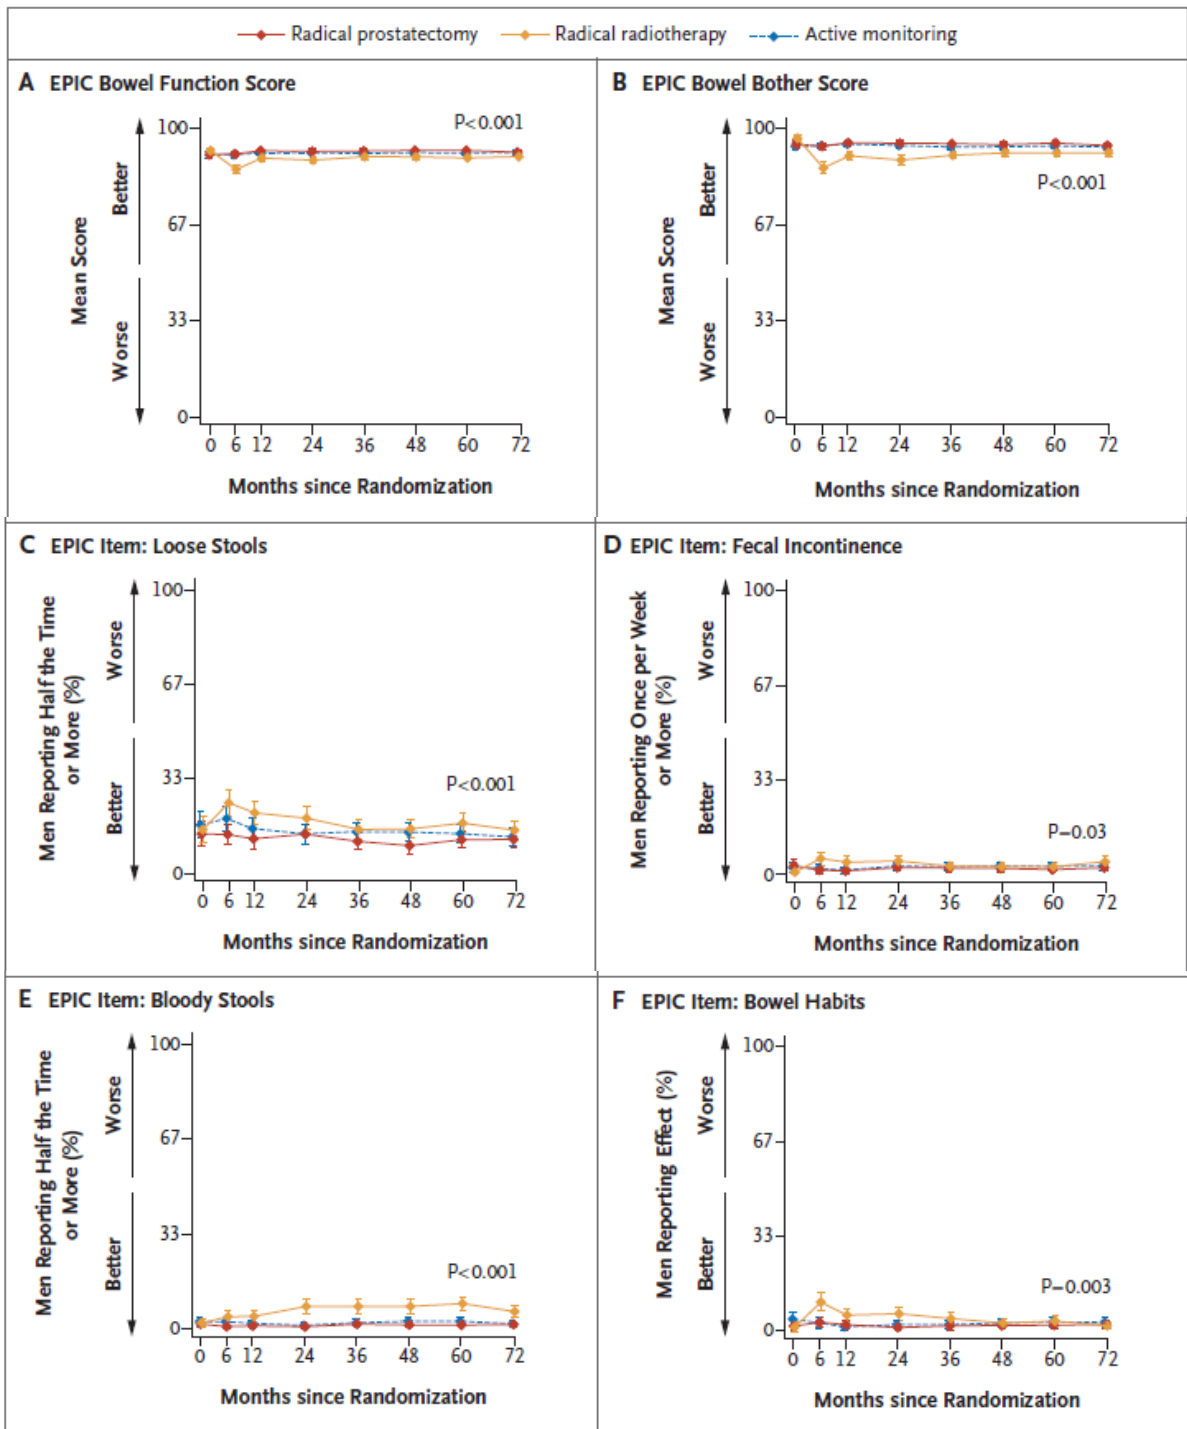 Radical prostatectomy Radical radiotherapy Active monitoring
A EPIC Bowel Function Score
P<0.001
Mean Score
Better
Worse
100
67
33
0
0 6 12 24 36 48 60 72
Months since Randomization
B EPIC Bowel Bother Score
P<0.001
Mean Score
Better
Worse
100
67
33
0
0 6 12 24 36 48 60 72
Months since Randomization
C EPIC Item: Loose Stools
P<0.001
Men Reporting Half the Time
or More (%)
Worse
Better
100
67
33
0
0 6 12 24 36 48 60 72
Months since Randomization
D EPIC Item: Fecal Incontinence
P=0.03
Men Reporting Once per Week
or More (%)
Worse
Better
100
67
33
0
0 6 12 24 36 48 60 72
Months since Randomization
E EPIC Item: Bloody Stools
P<0.001
Men Reporting Half the Time
or More (%)
Worse
Better
100
67
33
0
0 6 12 24 36 48 60 72
Months since Randomization
F EPIC Item: Bowel Habits
P=0.003
Men Reporting Effect (%)
Worse
Better
100
67
33
0
0 6 12 24 36 48 60 72
Months since Randomization